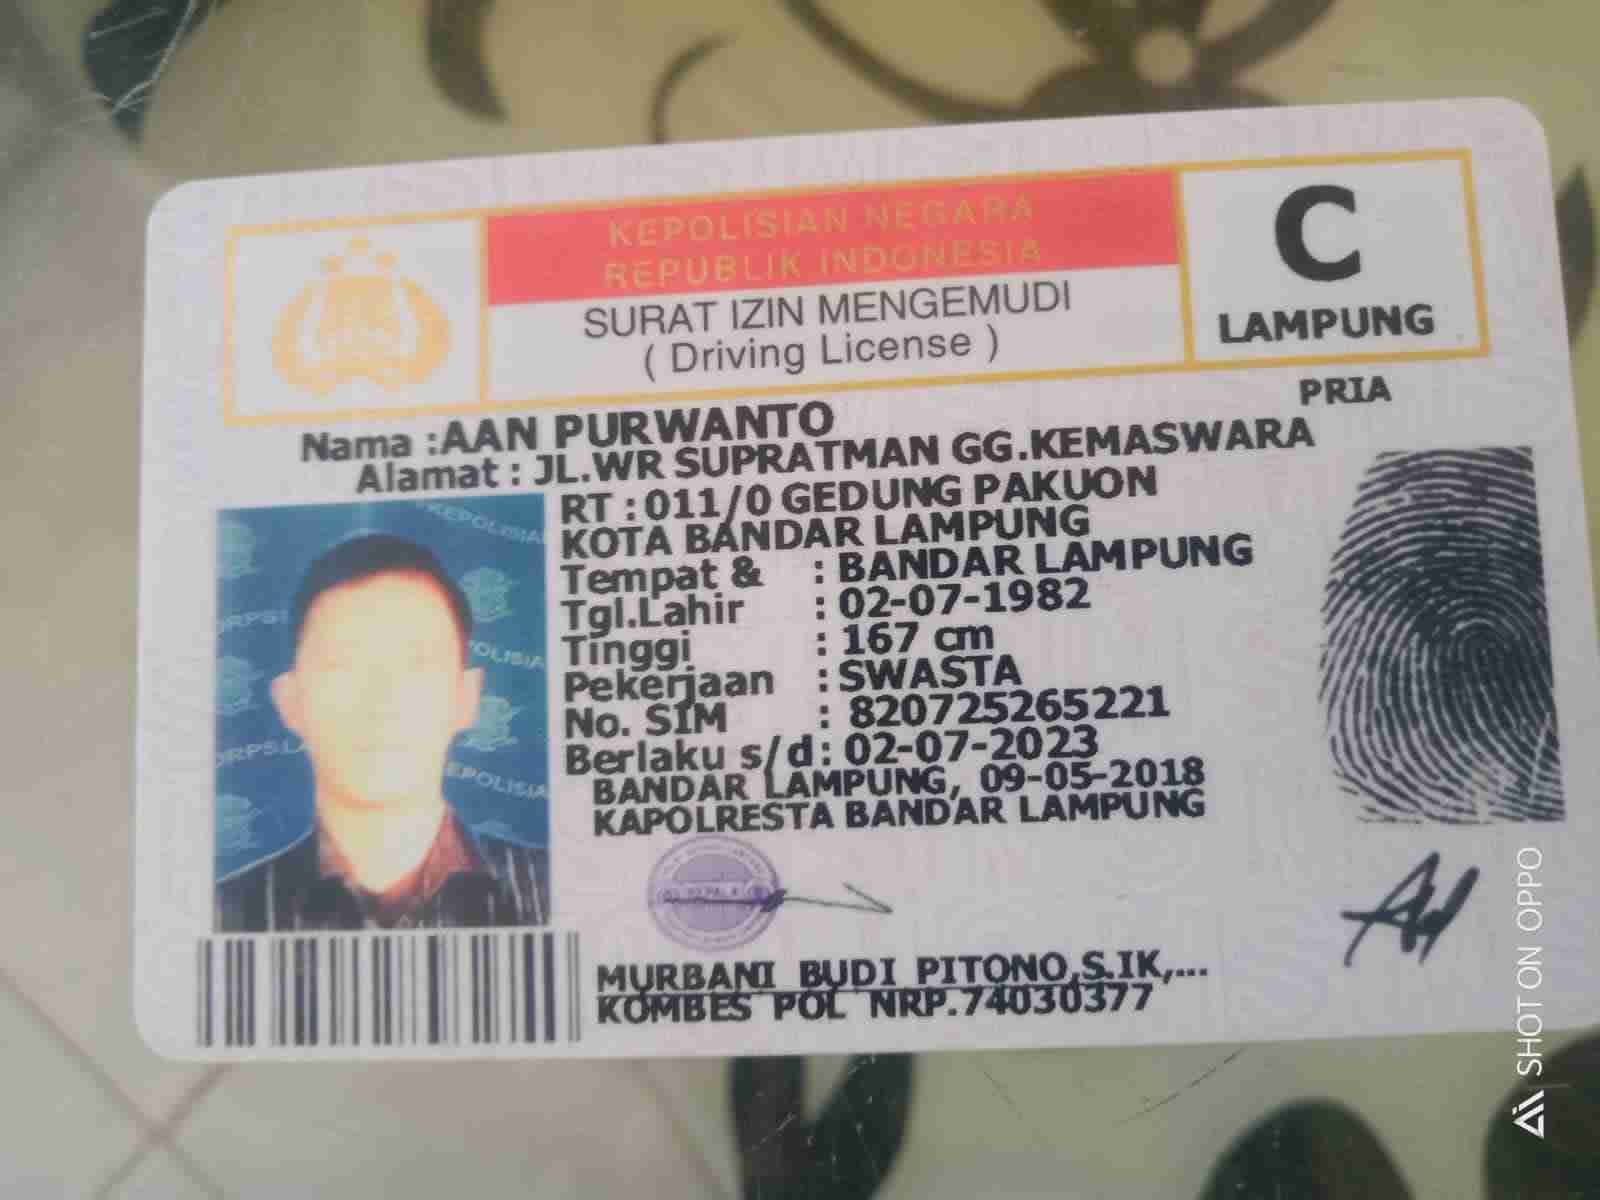 KEPOLISIAN NEGARA
REPUBLIK INDONESIA
SURAT IZIN MENGEMUDI
( Driving License )
C
LAMPUNG
PRIA
Nama :AAN PURWANTO
Alamat : JL.WR SUPRATMAN GG.KEMASWARA
RT : 011/0 GEDUNG PAKUON
KOTA BANDAR LAMPUNG
Tempat & : BANDAR LAMPUNG
Tgl.Lahir : 02-07-1982
Tinggi : 167 cm
Pekerjaan : SWASTA
No. SIM : 820725265221
Berlaku s/d : 02-07-2023
BANDAR LAMPUNG, 09-05-2018
KAPOLRESTA BANDAR LAMPUNG
MURBANI BUDI PITONO,S.IK,...
KOMBES POL NRP.74030377
SHOT ON OPPO